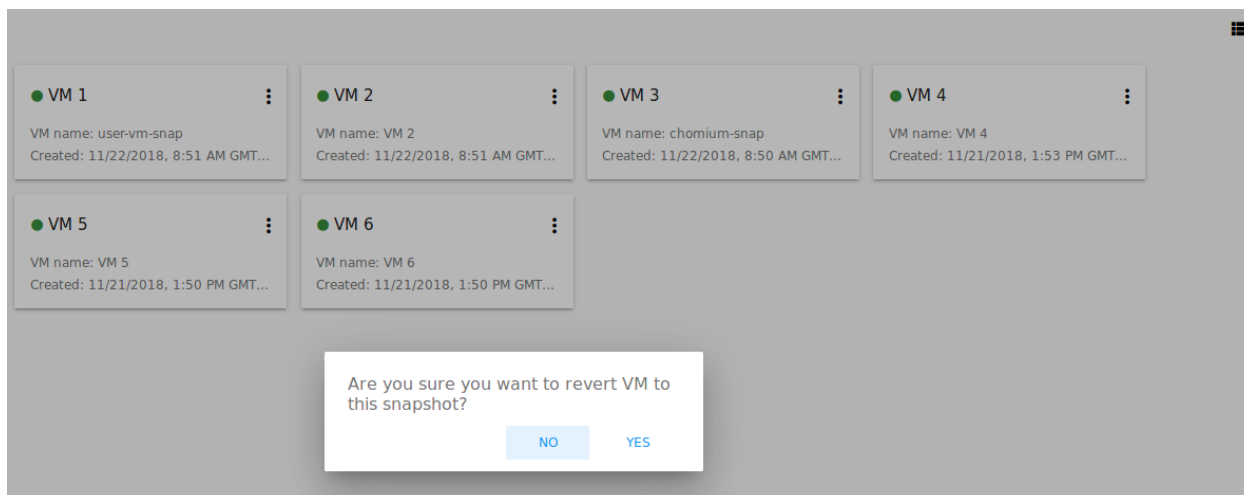 VM 1
VM 2
VM 3
VM 4
VM name: user-vm-snap
VM name: VM 2
VM name: chomium-snap
VM name: VM 4
Created: 11/22/2018, 8:51 AM GMT...
Created: 11/22/2018, 8:51 AM GMT...
Created: 11/22/2018, 8:50 AM GMT...
Created: 11/21/2018, 1:53 PM GMT...
VM 5
VM 6
VM name: VM 5
VM name: VM 6
Created: 11/21/2018, 1:50 PM GMT...
Created: 11/21/2018, 1:50 PM GMT...
Are you sure you want to revert VM to
this snapshot?
NO
YES